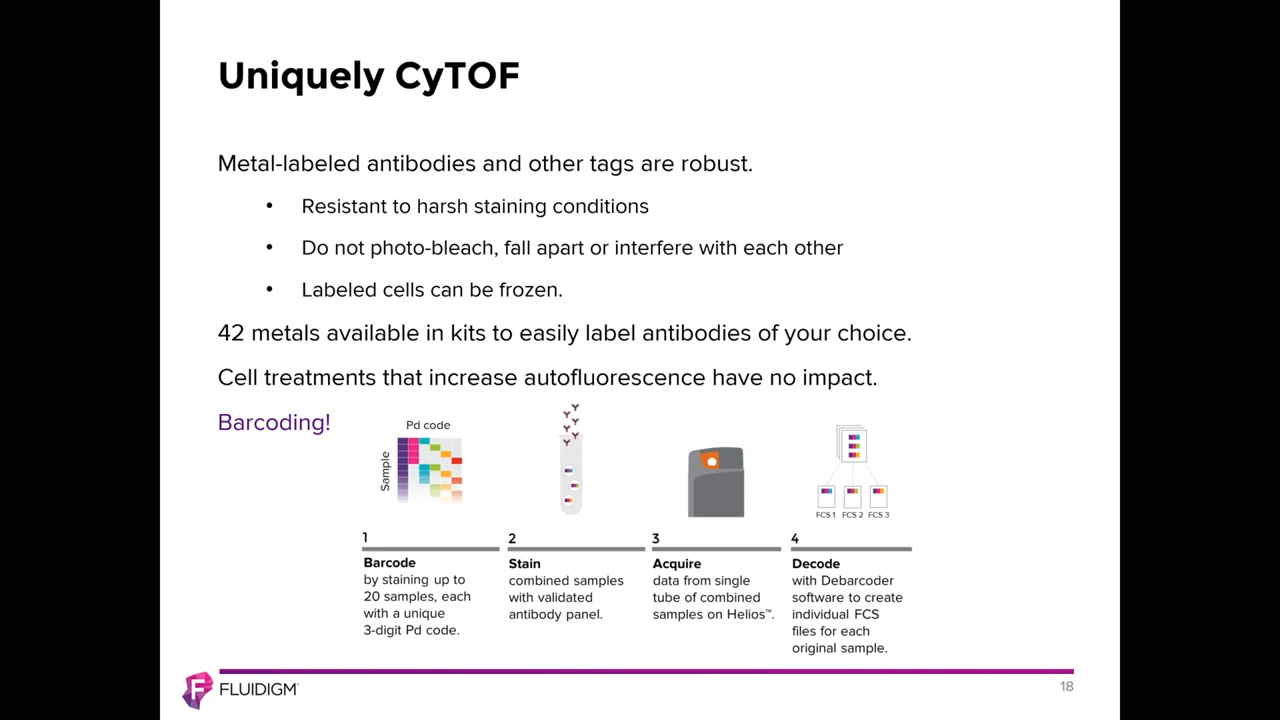 Uniquely CyTOF
Metal-labeled antibodies and other tags are robust.
• Resistant to harsh staining conditions
• Do not photo-bleach, fall apart or interfere with each other
• Labeled cells can be frozen.
42 metals available in kits to easily label antibodies of your choice.
Cell treatments that increase autofluorescence have no impact.
Barcoding!
Pd code
Sample
FCS 1 FCS 2 FCS 3
1
Barcode
by staining up to
20 samples, each
with a unique
3-digit Pd code.
2
Stain
combined samples
with validated
antibody panel.
3
Acquire
data from single
tube of combined
samples on Helios™.
4
Decode
with Debarcoder
software to create
individual FCS
files for each
original sample.
F FLUIDIGM®
18